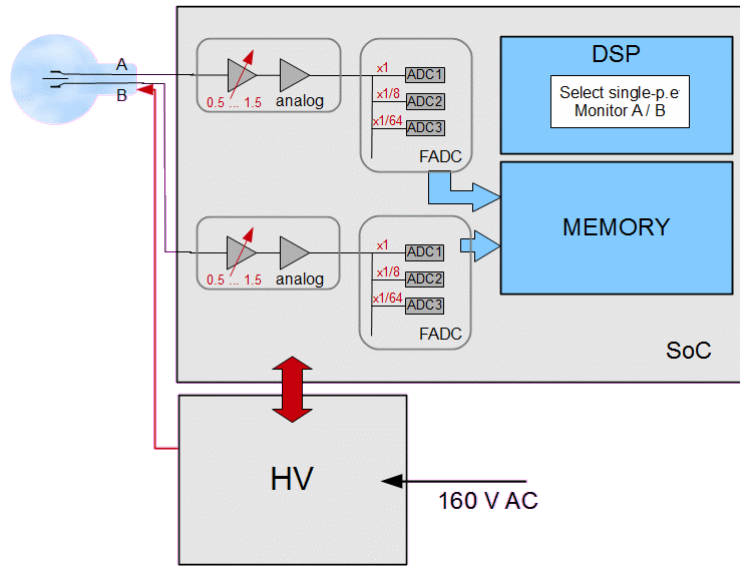 A
B
0.5 ... 1.5
analog
x1
ADC1
x1/8
ADC2
x1/64
ADC3
FADC
DSP
Select single-p.e
Monitor A / B
MEMORY
0.5 ... 1.5
analog
x1
ADC1
x1/8
ADC2
x1/64
ADC3
FADC
SoC
HV
160 V AC